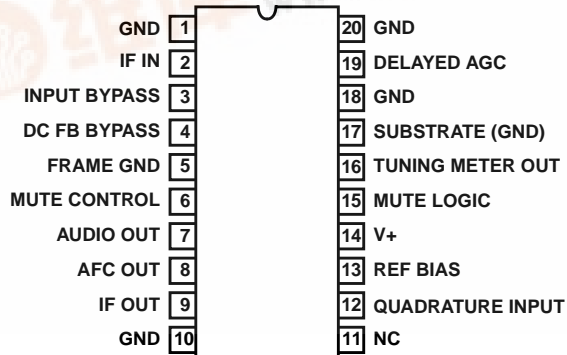 GND 1 20 GND
IF IN 2 19 DELAYED AGC
INPUT BYPASS 3 18 GND
DC FB BYPASS 4 17 SUBSTRATE (GND)
FRAME GND 5 16 TUNING METER OUT
MUTE CONTROL 6 15 MUTE LOGIC
AUDIO OUT 7 14 V+
AFC OUT 8 13 REF BIAS
IF OUT 9 12 QUADRATURE INPUT
GND 10 11 NC